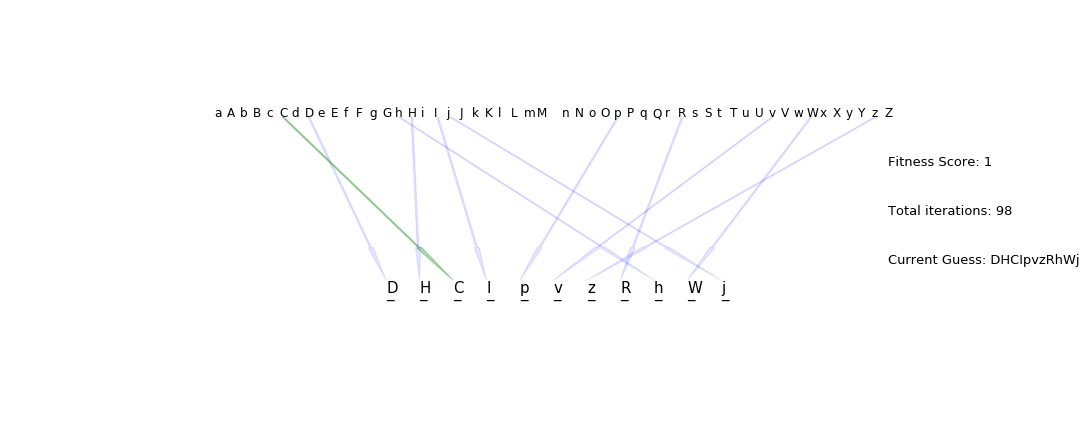 a A b B c C d D e E f F g G h H i I j J k K l L m M n N o O p P q Q r R s S t T u U v V w W x X y Y z Z
Fitness Score: 1
Total iterations: 98
Current Guess: DHCIpvzRhWj
D H C I p v z R h W j